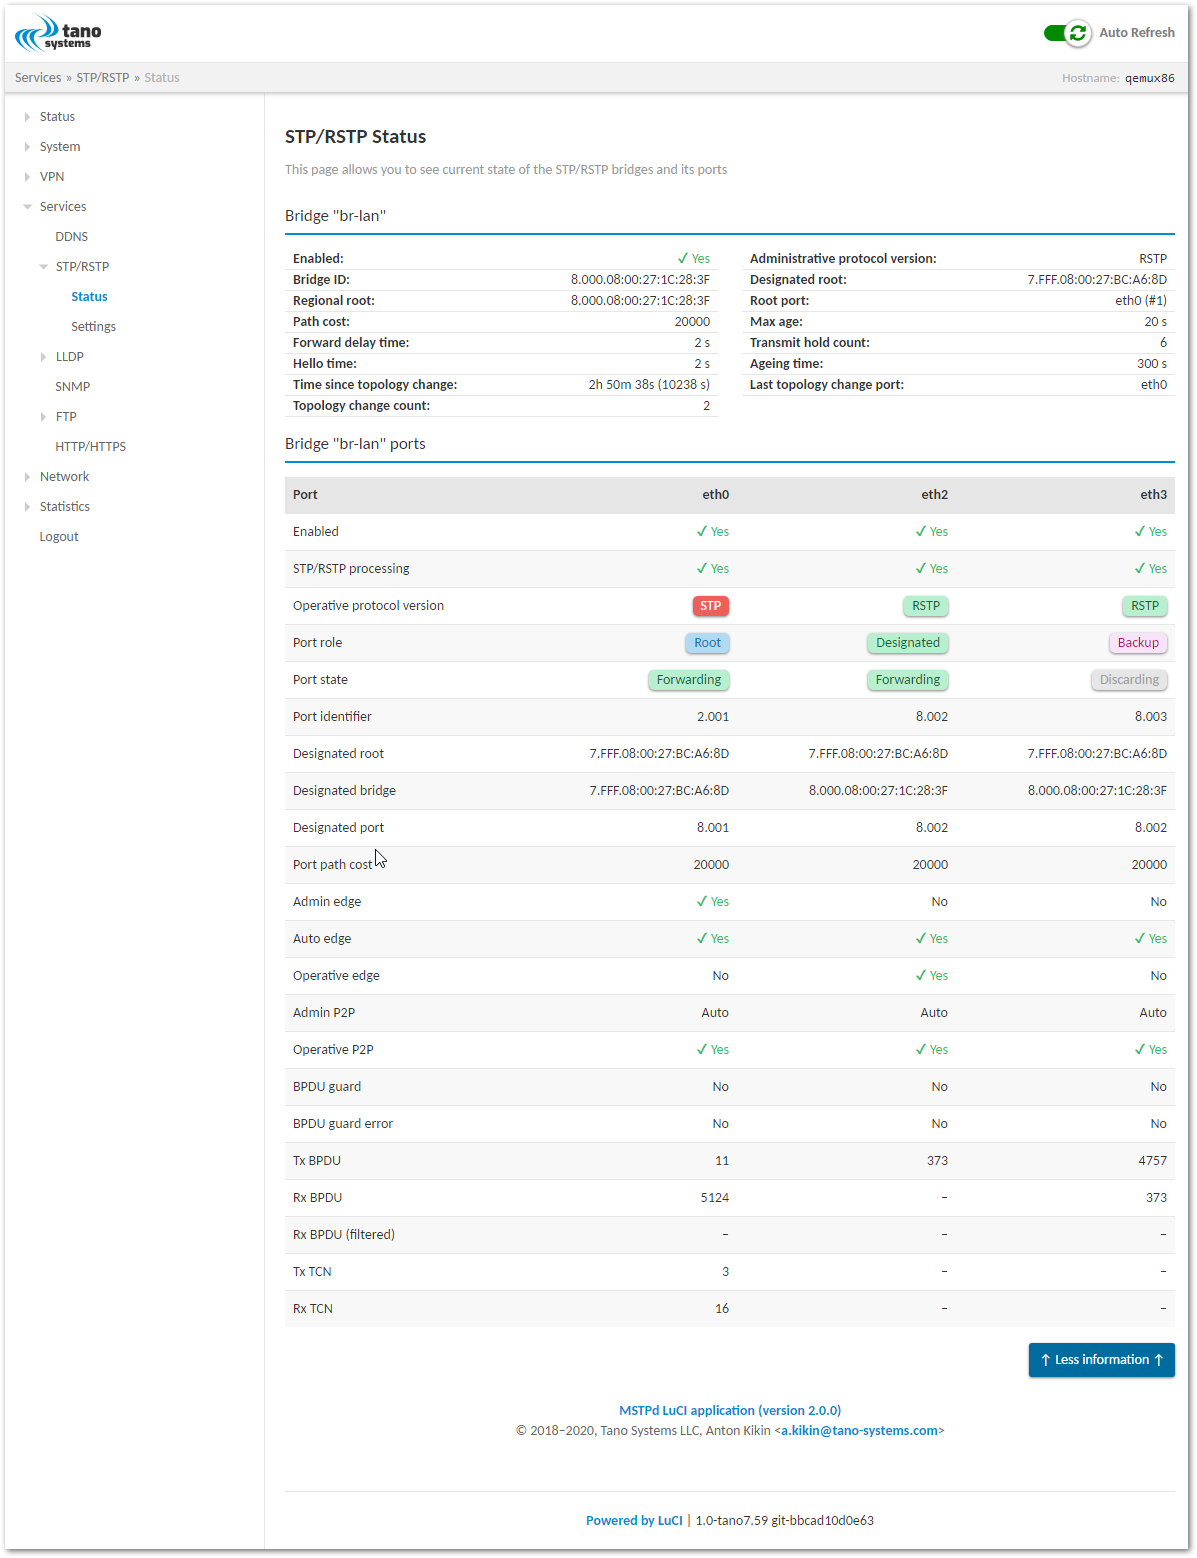 tano
systems
Auto Refresh
Services » STP/RSTP » Status
Hostname: qemux86
Status
System
VPN
Services
DDNS
STP/RSTP
Status
Settings
LLDP
SNMP
FTP
HTTP/HTTPS
Network
Statistics
Logout
STP/RSTP Status
This page allows you to see current state of the STP/RSTP bridges and its ports
Bridge "br-lan"
Enabled: ✓ Yes
Bridge ID: 8.000.08:00:27:1C:28:3F
Regional root: 8.000.08:00:27:1C:28:3F
Path cost: 20000
Forward delay time: 2 s
Hello time: 2 s
Time since topology change: 2h 50m 38s (10238 s)
Topology change count: 2
Administrative protocol version: RSTP
Designated root: 7.FFF.08:00:27:BC:A6:8D
Root port: eth0 (#1)
Max age: 20 s
Transmit hold count: 6
Ageing time: 300 s
Last topology change port: eth0
Bridge "br-lan" ports
Port eth0 eth2 eth3
Enabled ✓ Yes ✓ Yes ✓ Yes
STP/RSTP processing ✓ Yes ✓ Yes ✓ Yes
Operative protocol version STP RSTP RSTP
Port role Root Designated Backup
Port state Forwarding Forwarding Discarding
Port identifier 2.001 8.002 8.003
Designated root 7.FFF.08:00:27:BC:A6:8D 7.FFF.08:00:27:BC:A6:8D 7.FFF.08:00:27:BC:A6:8D
Designated bridge 7.FFF.08:00:27:BC:A6:8D 8.000.08:00:27:1C:28:3F 8.000.08:00:27:1C:28:3F
Designated port 8.001 8.002 8.002
Port path cost 20000 20000 20000
Admin edge ✓ Yes No No
Auto edge ✓ Yes ✓ Yes ✓ Yes
Operative edge No ✓ Yes No
Admin P2P Auto Auto Auto
Operative P2P ✓ Yes ✓ Yes ✓ Yes
BPDU guard No No No
BPDU guard error No No No
Tx BPDU 11 373 4757
Rx BPDU 5124 – 373
Rx BPDU (filtered) – – –
Tx TCN 3 – –
Rx TCN 16 – –
↑ Less information ↑
MSTPd LuCI application (version 2.0.0)
© 2018–2020, Tano Systems LLC, Anton Kikin <a.kikin@tano-systems.com>
Powered by LuCI | 1.0-tano7.59 git-bbcad10d0e63